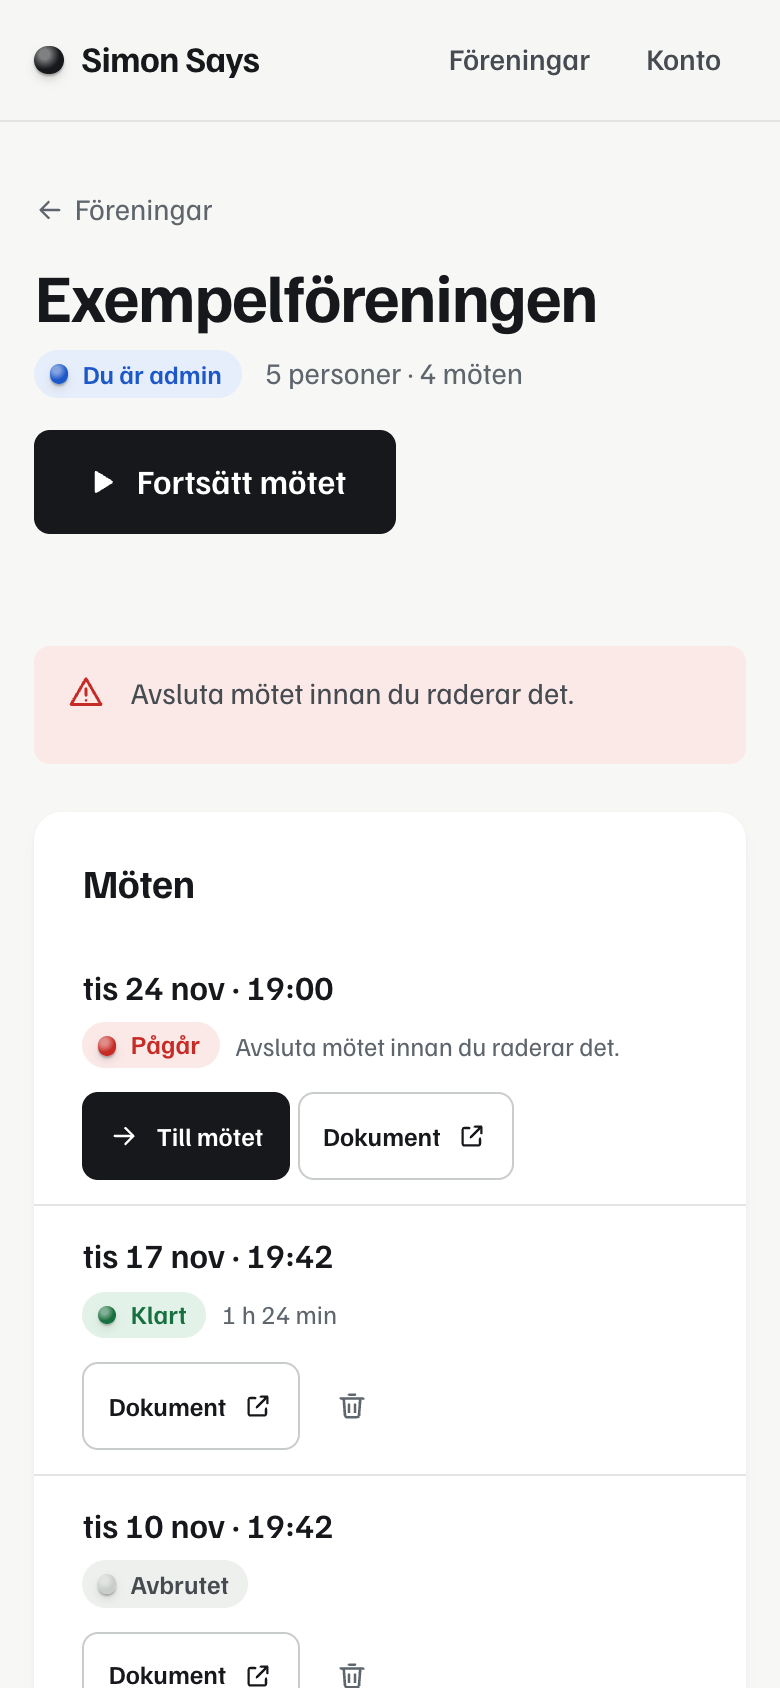 Simon Says
Föreningar
Konto
Föreningar
Exempelföreningen
Du är admin
5 personer · 4 möten
Fortsätt mötet
Avsluta mötet innan du raderar det.
Möten
tis 24 nov · 19:00
Pågår
Avsluta mötet innan du raderar det.
Till mötet
Dokument
tis 17 nov · 19:42
Klart
1 h 24 min
Dokument
tis 10 nov · 19:42
Avbrutet
Dokument